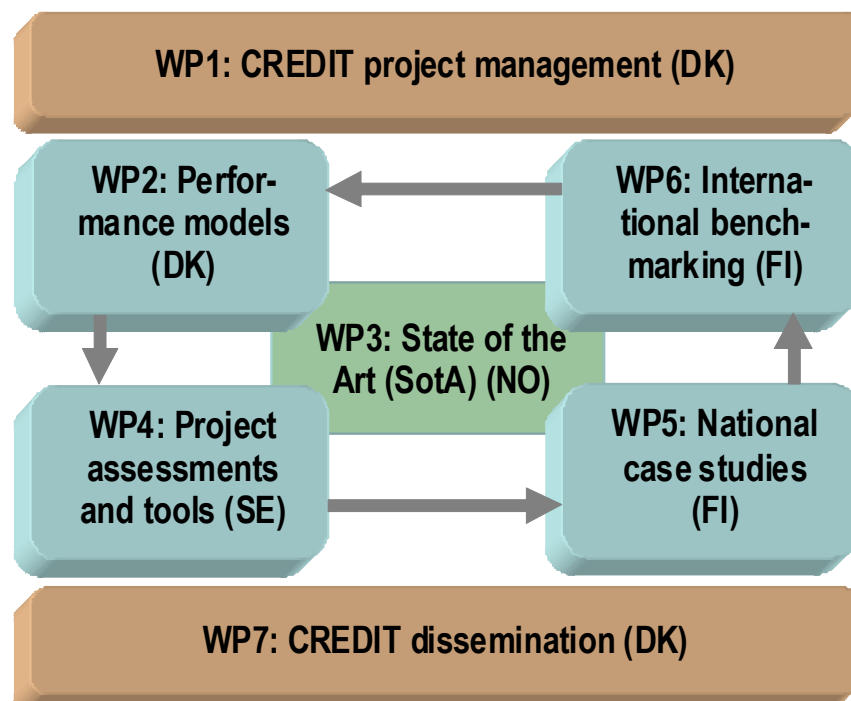 WP1: CREDIT project management (DK)
WP2: Perfor-
mance models
(DK)
WP6: Interna-
tional bench-
marking (FI)
WP3: State of the
Art (SotA) (NO)
WP4: Project
assessments
and tools (SE)
WP5: National
case studies
(FI)
WP7: CREDIT dissemination (DK)